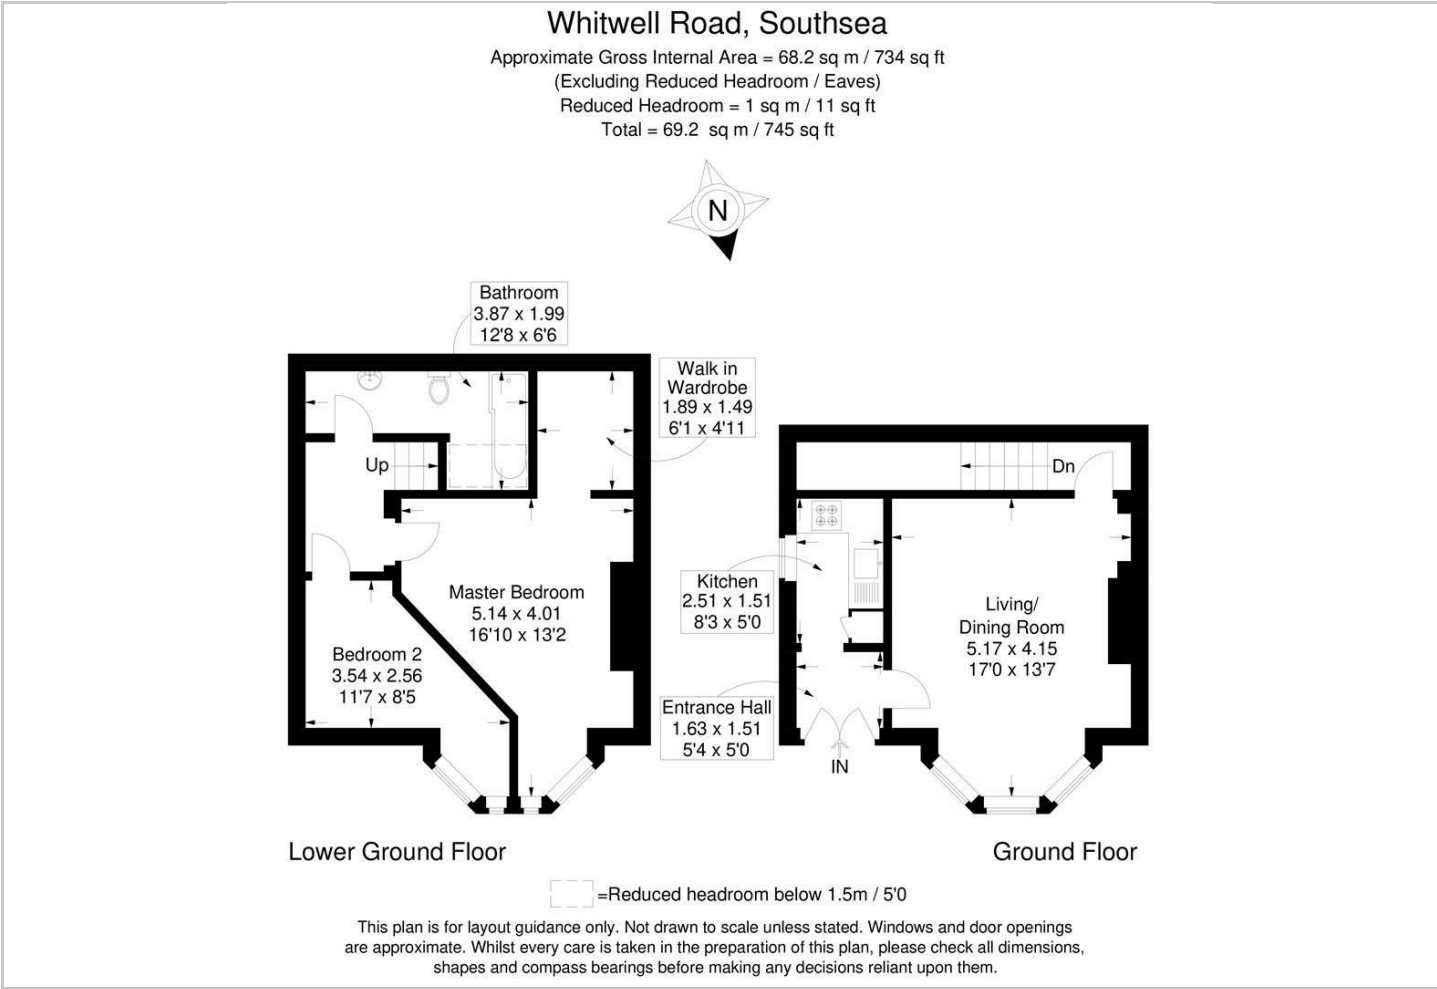 Whitwell Road, Southsea
Approximate Gross Internal Area = 68.2 sq m / 734 sq ft
(Excluding Reduced Headroom / Eaves)
Reduced Headroom = 1 sq m / 11 sq ft
Total = 69.2 sq m / 745 sq ft
N
Bathroom
3.87 x 1.99
12'8 x 6'6
Walk in
Wardrobe
1.89 x 1.49
6'1 x 4'11
Up
Master Bedroom
5.14 x 4.01
16'10 x 13'2
Bedroom 2
3.54 x 2.56
11'7 x 8'5
Lower Ground Floor
Dn
Kitchen
2.51 x 1.51
8'3 x 5'0
Living/
Dining Room
5.17 x 4.15
17'0 x 13'7
Entrance Hall
1.63 x 1.51
5'4 x 5'0
IN
Ground Floor
=Reduced headroom below 1.5m / 5'0
This plan is for layout guidance only. Not drawn to scale unless stated. Windows and door openings
are approximate. Whilst every care is taken in the preparation of this plan, please check all dimensions,
shapes and compass bearings before making any decisions reliant upon them.